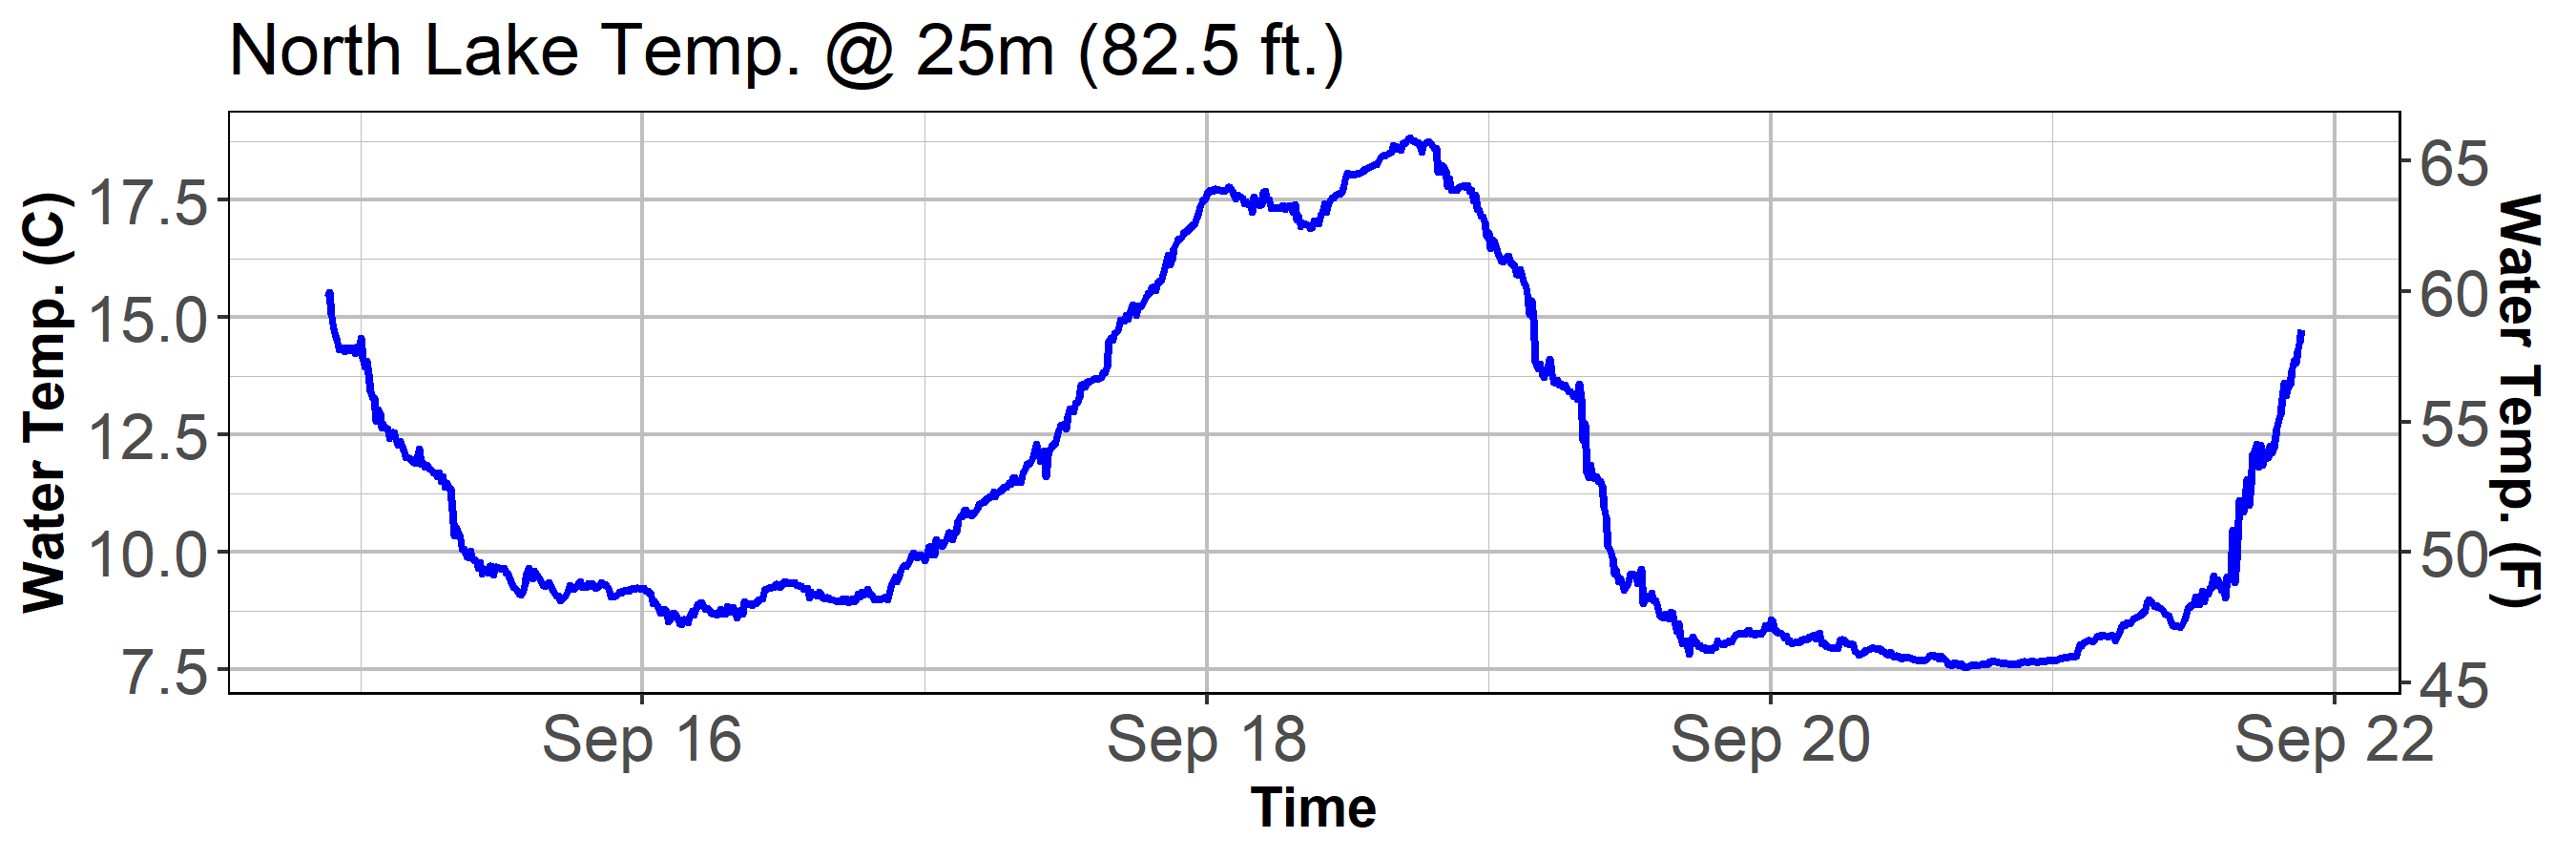 North Lake Temp. @ 25m (82.5 ft.)
Water Temp. (C)
17.5
15.0
12.5
10.0
7.5
65
60
55
50
45
Water Temp. (F)
Sep 16 Sep 18 Sep 20 Sep 22
Time